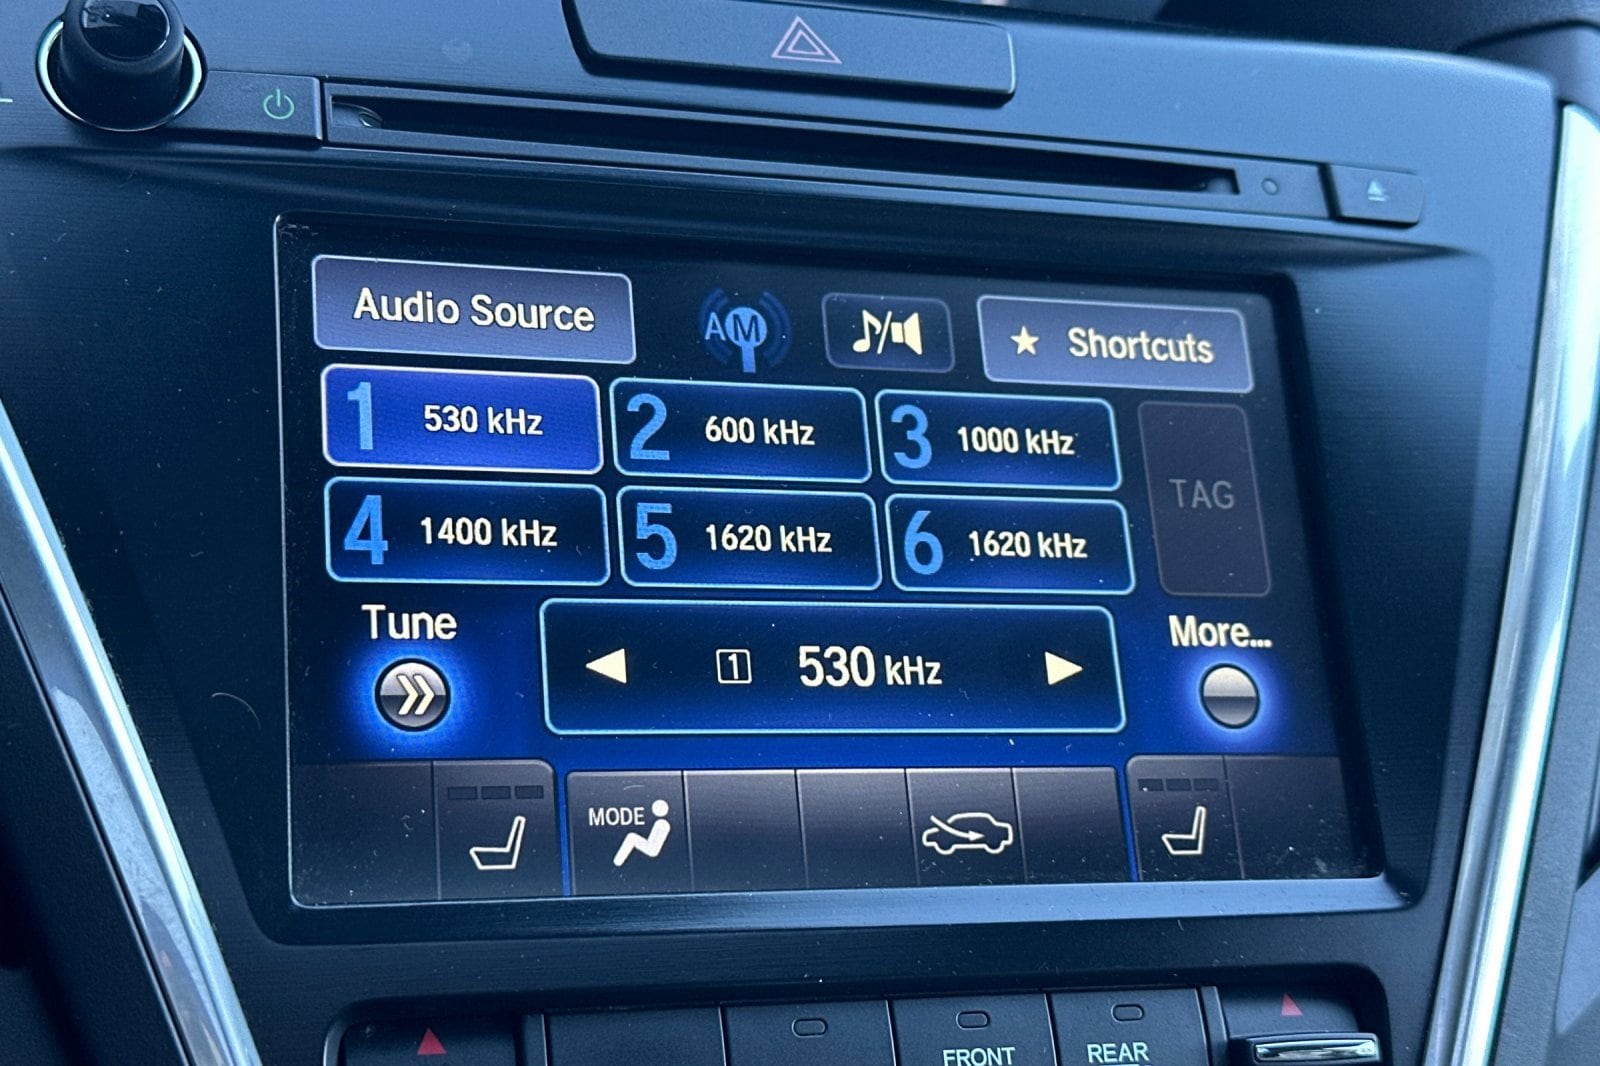 Audio Source
AM
★ Shortcuts
1 530 kHz
2 600 kHz
3 1000 kHz
TAG
4 1400 kHz
5 1620 kHz
6 1620 kHz
Tune
1 530 kHz
More...
MODE
FRONT
REAR